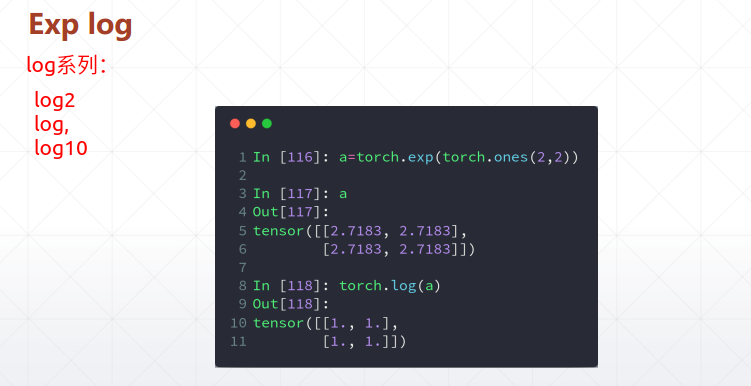 Exp log
log系列：
log2
log,
log10
1 In [116]: a=torch.exp(torch.ones(2,2))
2
3 In [117]: a
4 Out[117]:
5 tensor([[2.7183, 2.7183],
6         [2.7183, 2.7183]])
7
8 In [118]: torch.log(a)
9 Out[118]:
10 tensor([[1., 1.],
11         [1., 1.]])